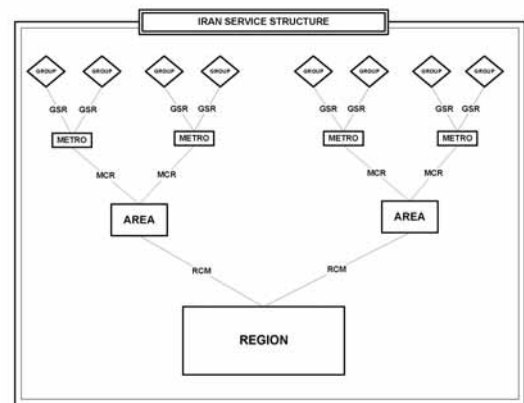 IRAN SERVICE STRUCTURE
GROUP GROUP GROUP GROUP GROUP GROUP GROUP GROUP
GSR GSR GSR GSR GSR GSR GSR GSR
METRO METRO METRO METRO
MCR MCR MCR MCR
AREA AREA
RCM RCM
REGION